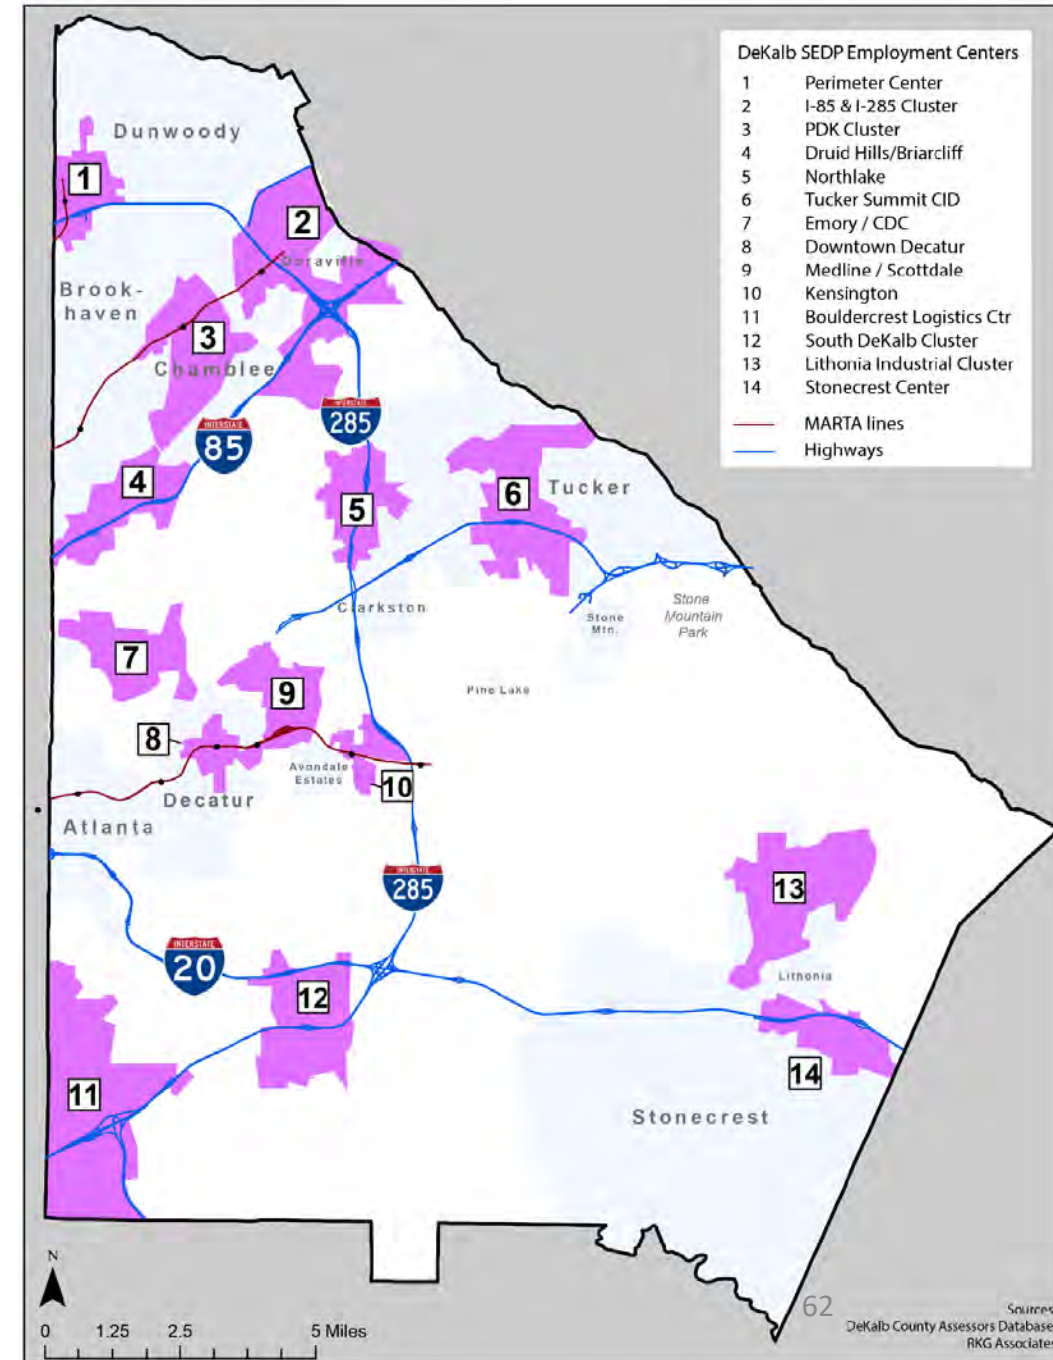 DeKalb SEDP Employment Centers
1 Perimeter Center
2 I-85 & I-285 Cluster
3 PDK Cluster
4 Druid Hills/Briarcliff
5 Northlake
6 Tucker Summit CID
7 Emory / CDC
8 Downtown Decatur
9 Medline / Scottdale
10 Kensington
11 Bouldercrest Logistics Ctr
12 South DeKalb Cluster
13 Lithonia Industrial Cluster
14 Stonecrest Center
MARTA lines
Highways
Dunwoody
1
2
Doraville
Brook-
haven
3
Chamblee
INTERSTATE
85
INTERSTATE
285
4
5
6
Tucker
Clarkston
Stone
Mtn.
Stone
Mountain
Park
7
Pine Lake
9
8
Avondale
Estates
10
Decatur
Atlanta
INTERSTATE
285
13
INTERSTATE
20
Lithonia
12
14
11
Stonecrest
N
0 1.25 2.5 5 Miles
62
Sources
DeKalb County Assessors Database
RKG Associates